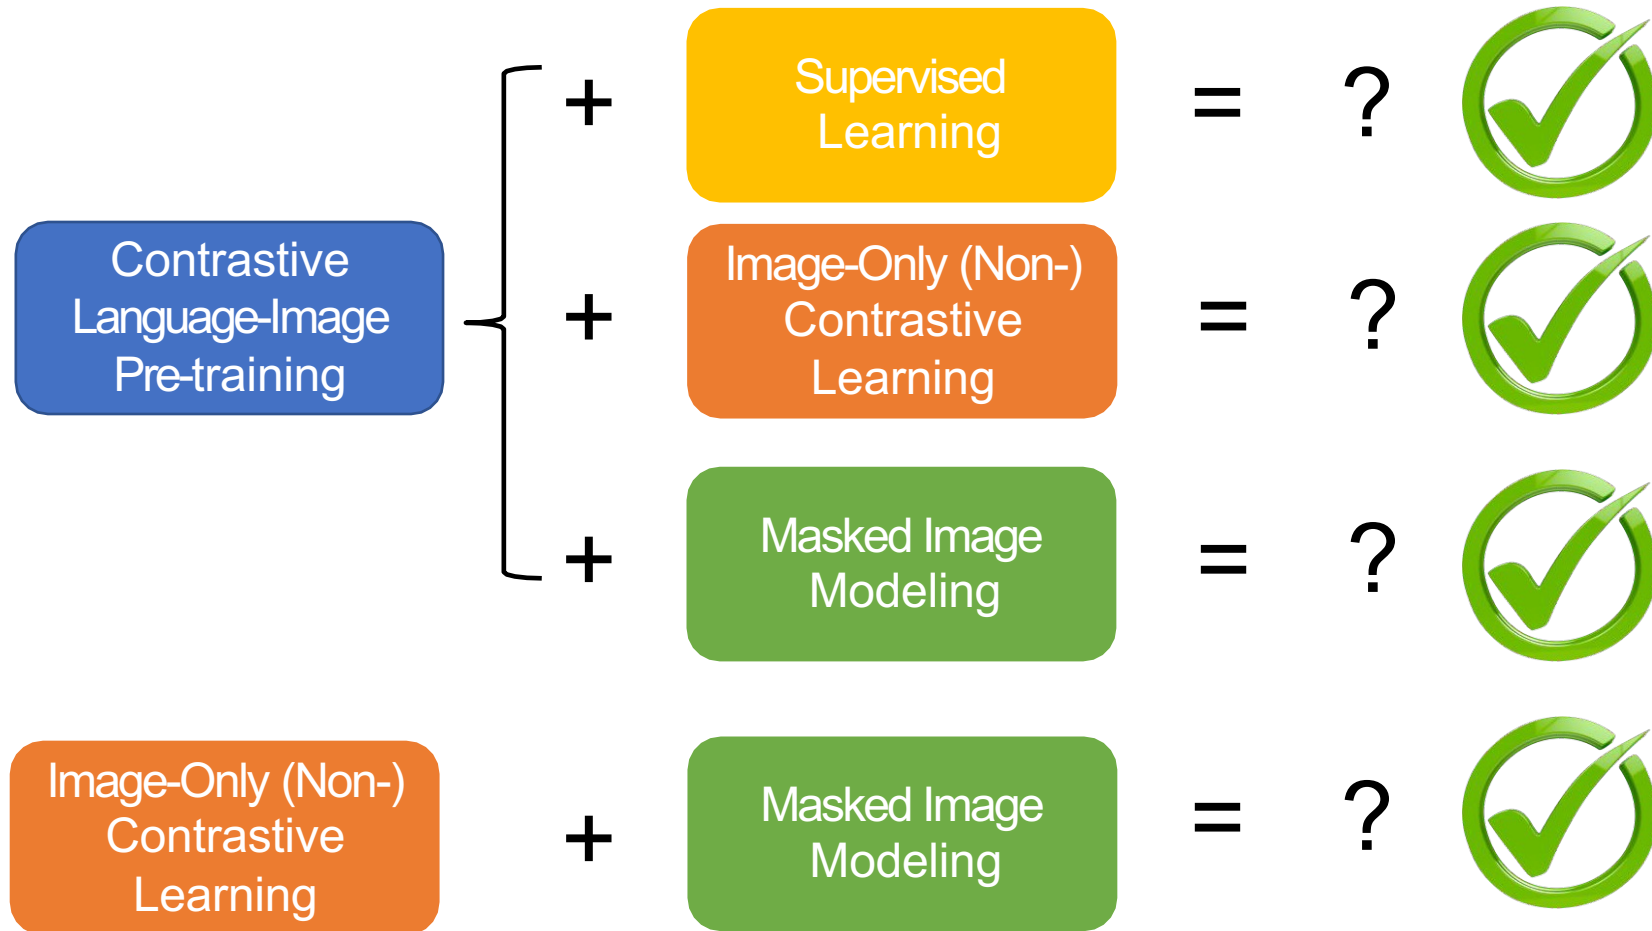 +
Supervised
Learning
= ?
Contrastive
Language-Image
Pre-training
+
Image-Only (Non-)
Contrastive
Learning
= ?
+
Masked Image
Modeling
= ?
Image-Only (Non-)
Contrastive
Learning
+
Masked Image
Modeling
= ?